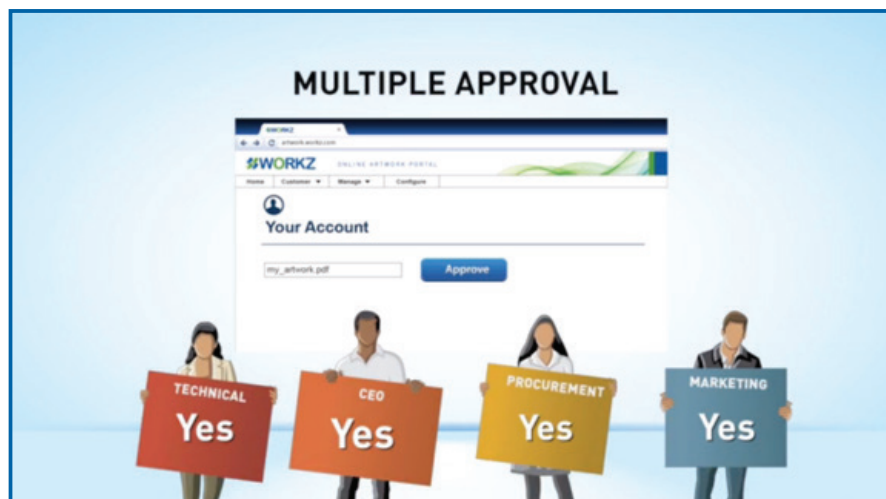 MULTIPLE APPROVAL
WORKZ
artwork.workz.com
WORKZ ONLINE ARTWORK PORTAL
Home Customer Manage Configure
Your Account
my_artwork.pdf Approve
TECHNICAL
Yes
CEO
Yes
PROCUREMENT
Yes
MARKETING
Yes